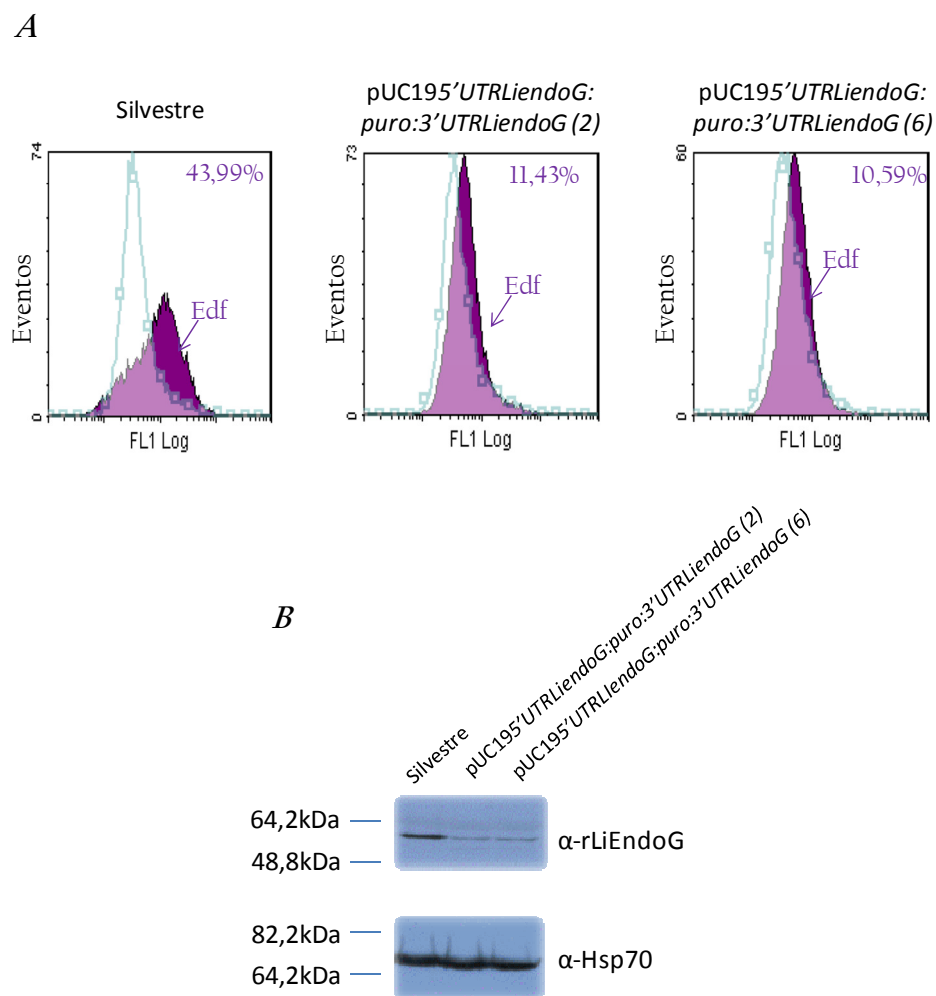 A
Silvestre
pUC195'UTRLiendoG:
puro:3'UTRLiendoG (2)
pUC195'UTRLiendoG:
puro:3'UTRLiendoG (6)
74
43,99%
Edf
Eventos
0
FL1 Log
73
11,43%
Edf
Eventos
0
FL1 Log
60
10,59%
Edf
Eventos
0
FL1 Log
B
Silvestre
pUC195'UTRLiendoG:puro:3'UTRLiendoG (2)
pUC195'UTRLlendoG:puro:3'UTRLiendoG (6)
64,2kDa
48,8kDa
α-rLiEndoG
82,2kDa
64,2kDa
α-Hsp70